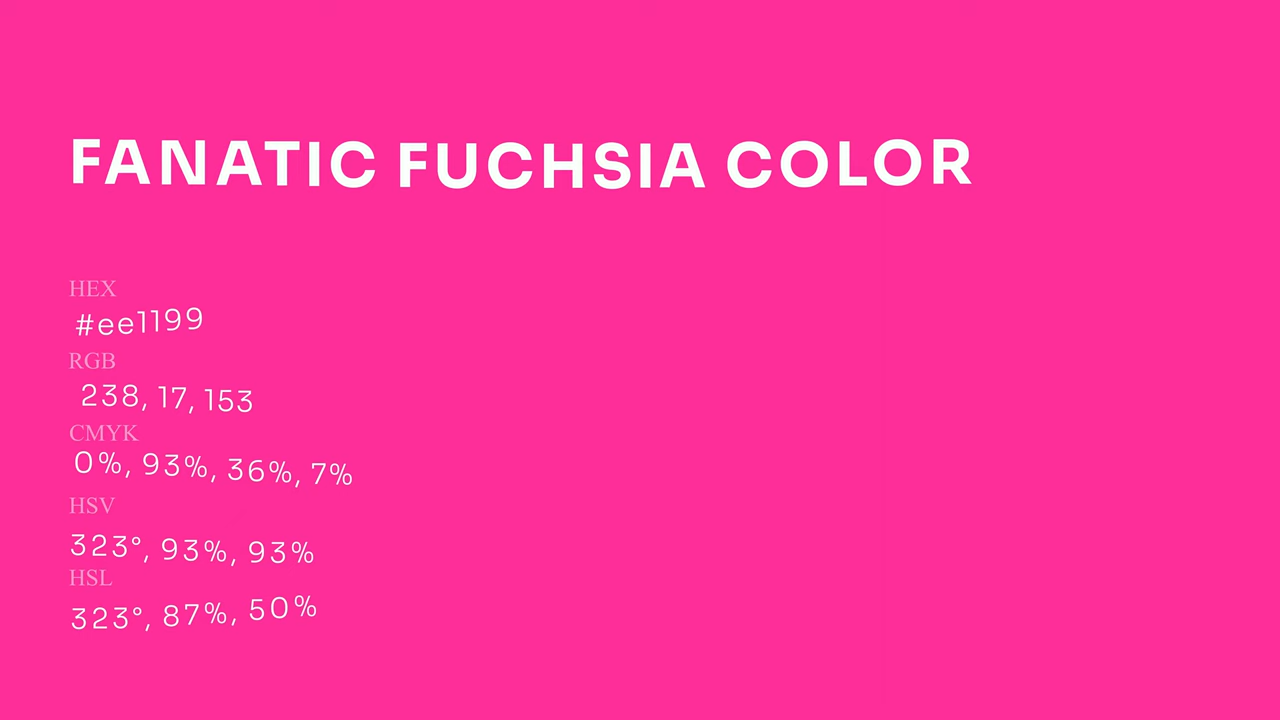 FANATIC FUCHSIA COLOR
HEX
#ee1199
RGB
238, 17, 153
CMYK
0%, 93%, 36%, 7%
HSV
323°, 93%, 93%
HSL
323°, 87%, 50%